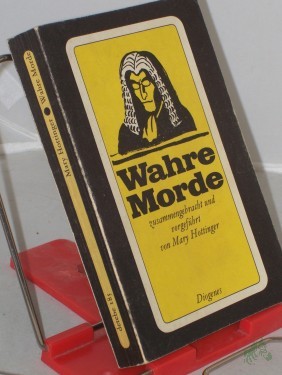 Wahre
Morde
zusammengebracht und
vorgeführt
von Mary Hottinger
Diogenes
Mary Hottinger Wahre Morde
detebe